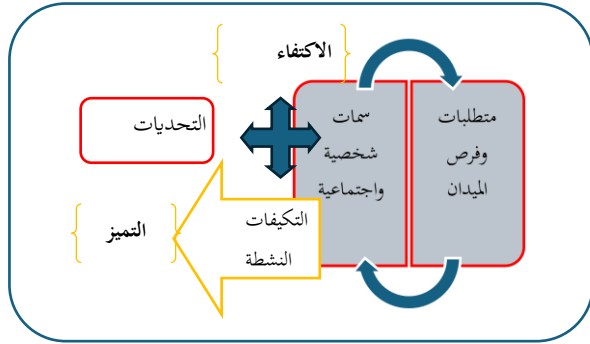 الاكتفاء
متطلبات
وفرص
الميدان
سمات
شخصية
واجتماعية
التحديات
التكيفات
النشطة
التميز